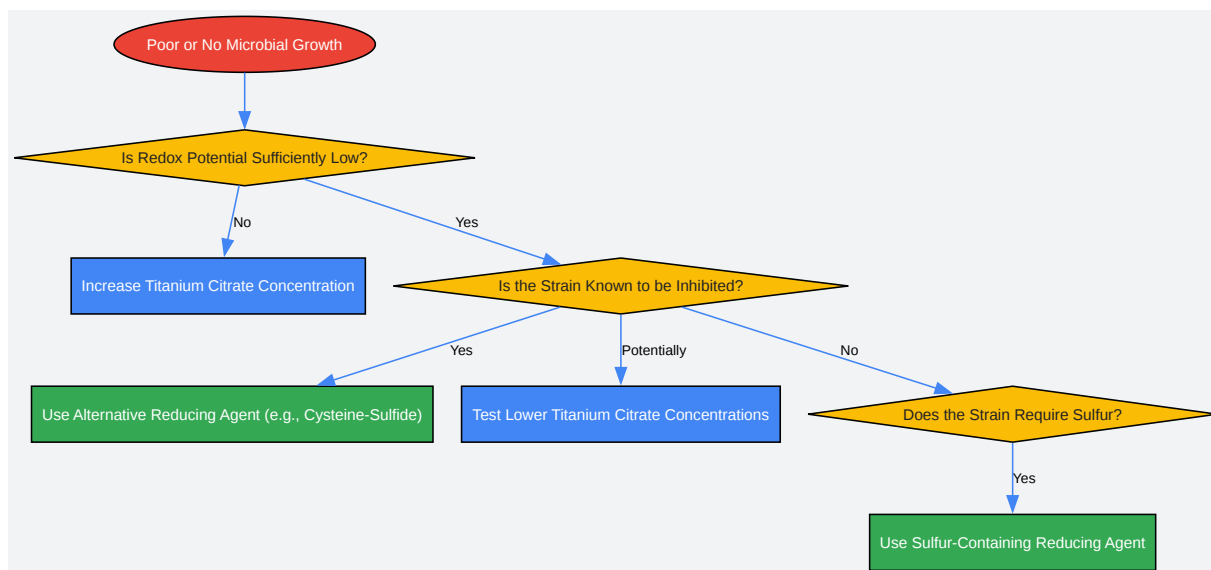 Poor or No Microbial Growth
Is Redox Potential Sufficiently Low?
No
Yes
Increase Titanium Citrate Concentration
Is the Strain Known to be Inhibited?
Yes
Potentially
No
Use Alternative Reducing Agent (e.g., Cysteine-Sulfide)
Test Lower Titanium Citrate Concentrations
Does the Strain Require Sulfur?
Yes
Use Sulfur-Containing Reducing Agent